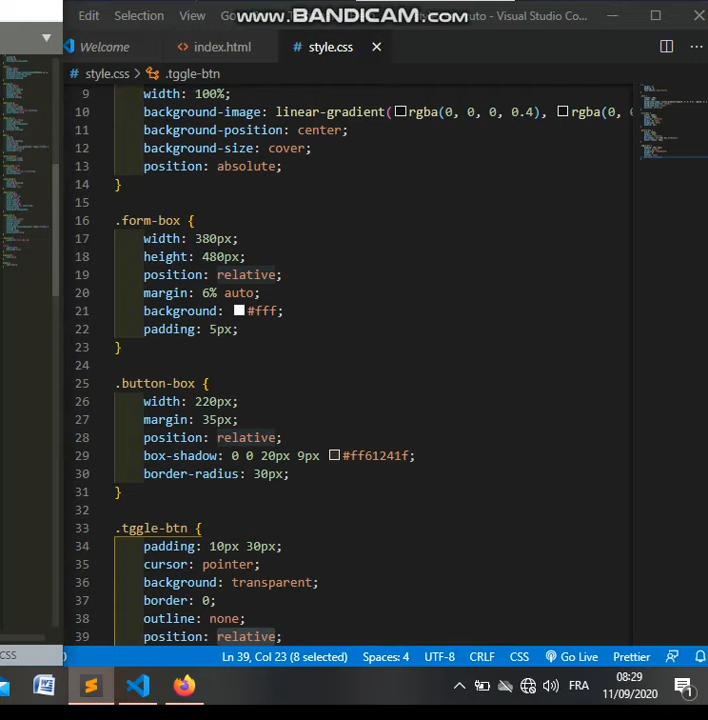 Edit Selection View Go www.BANDICAM.com uto - Visual Studio Co...
Welcome index.html # style.css
# style.css > .tggle-btn
9 width: 100%;
10 background-image: linear-gradient(rgba(0, 0, 0, 0.4), rgba(0, 0
11 background-position: center;
12 background-size: cover;
13 position: absolute;
14 }
15
16 .form-box {
17 width: 380px;
18 height: 480px;
19 position: relative;
20 margin: 6% auto;
21 background: #fff;
22 padding: 5px;
23 }
24
25 .button-box {
26 width: 220px;
27 margin: 35px;
28 position: relative;
29 box-shadow: 0 0 20px 9px #ff61241f;
30 border-radius: 30px;
31 }
32
33 .tggle-btn {
34 padding: 10px 30px;
35 cursor: pointer;
36 background: transparent;
37 border: 0;
38 outline: none;
39 position: relative;
CSS Ln 39, Col 23 (8 selected) Spaces: 4 UTF-8 CRLF CSS Go Live Prettier
FRA 08:29
11/09/2020 1